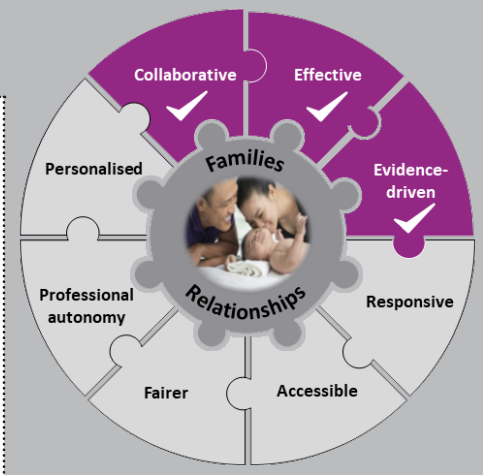 Collaborative
Effective
Evidence-
driven
Responsive
Accessible
Fairer
Professional
autonomy
Personalised
Families
Relationships